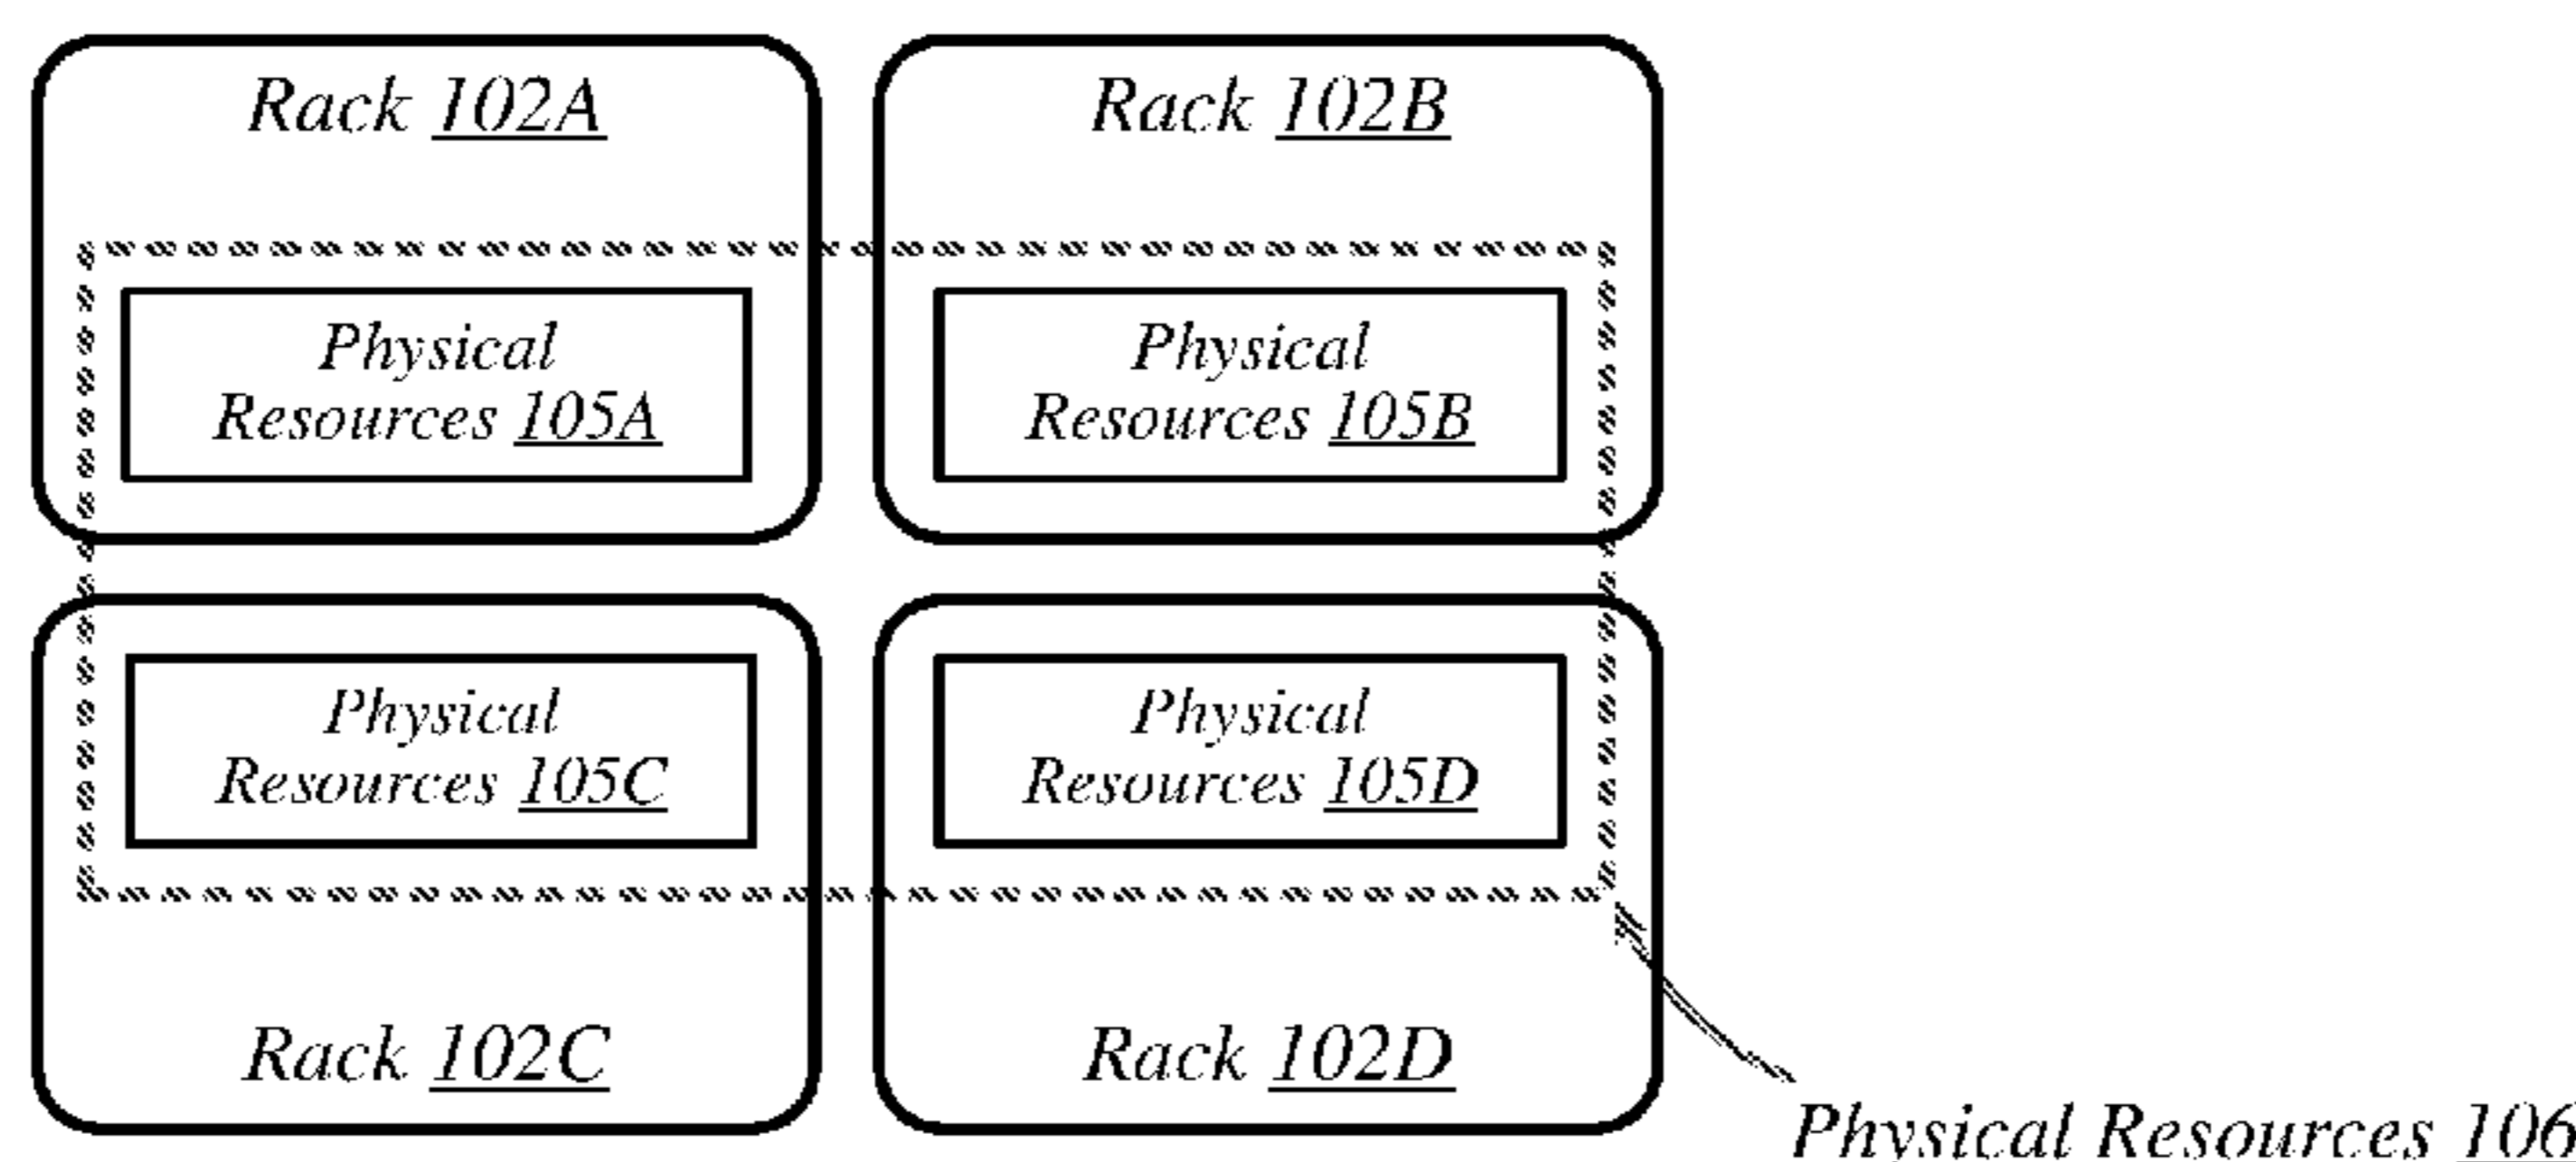 Rack 102A
Rack 102B
Physical
Resources 105A
Physical
Resources 105B
Physical
Resources 105C
Physical
Resources 105D
Rack 102C
Rack 102D
Physical Resources 106